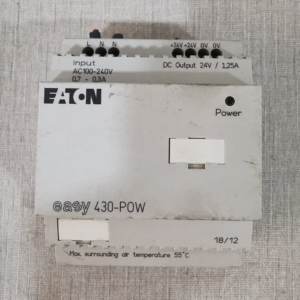 L N N +24V +24V 0V 0V
Input DC Output 24V / 1,25A
AC100-240V
0,7 - 0,3A
EATON
Power
easy 430-POW
18/12
Max. surrounding air temperature 55°C